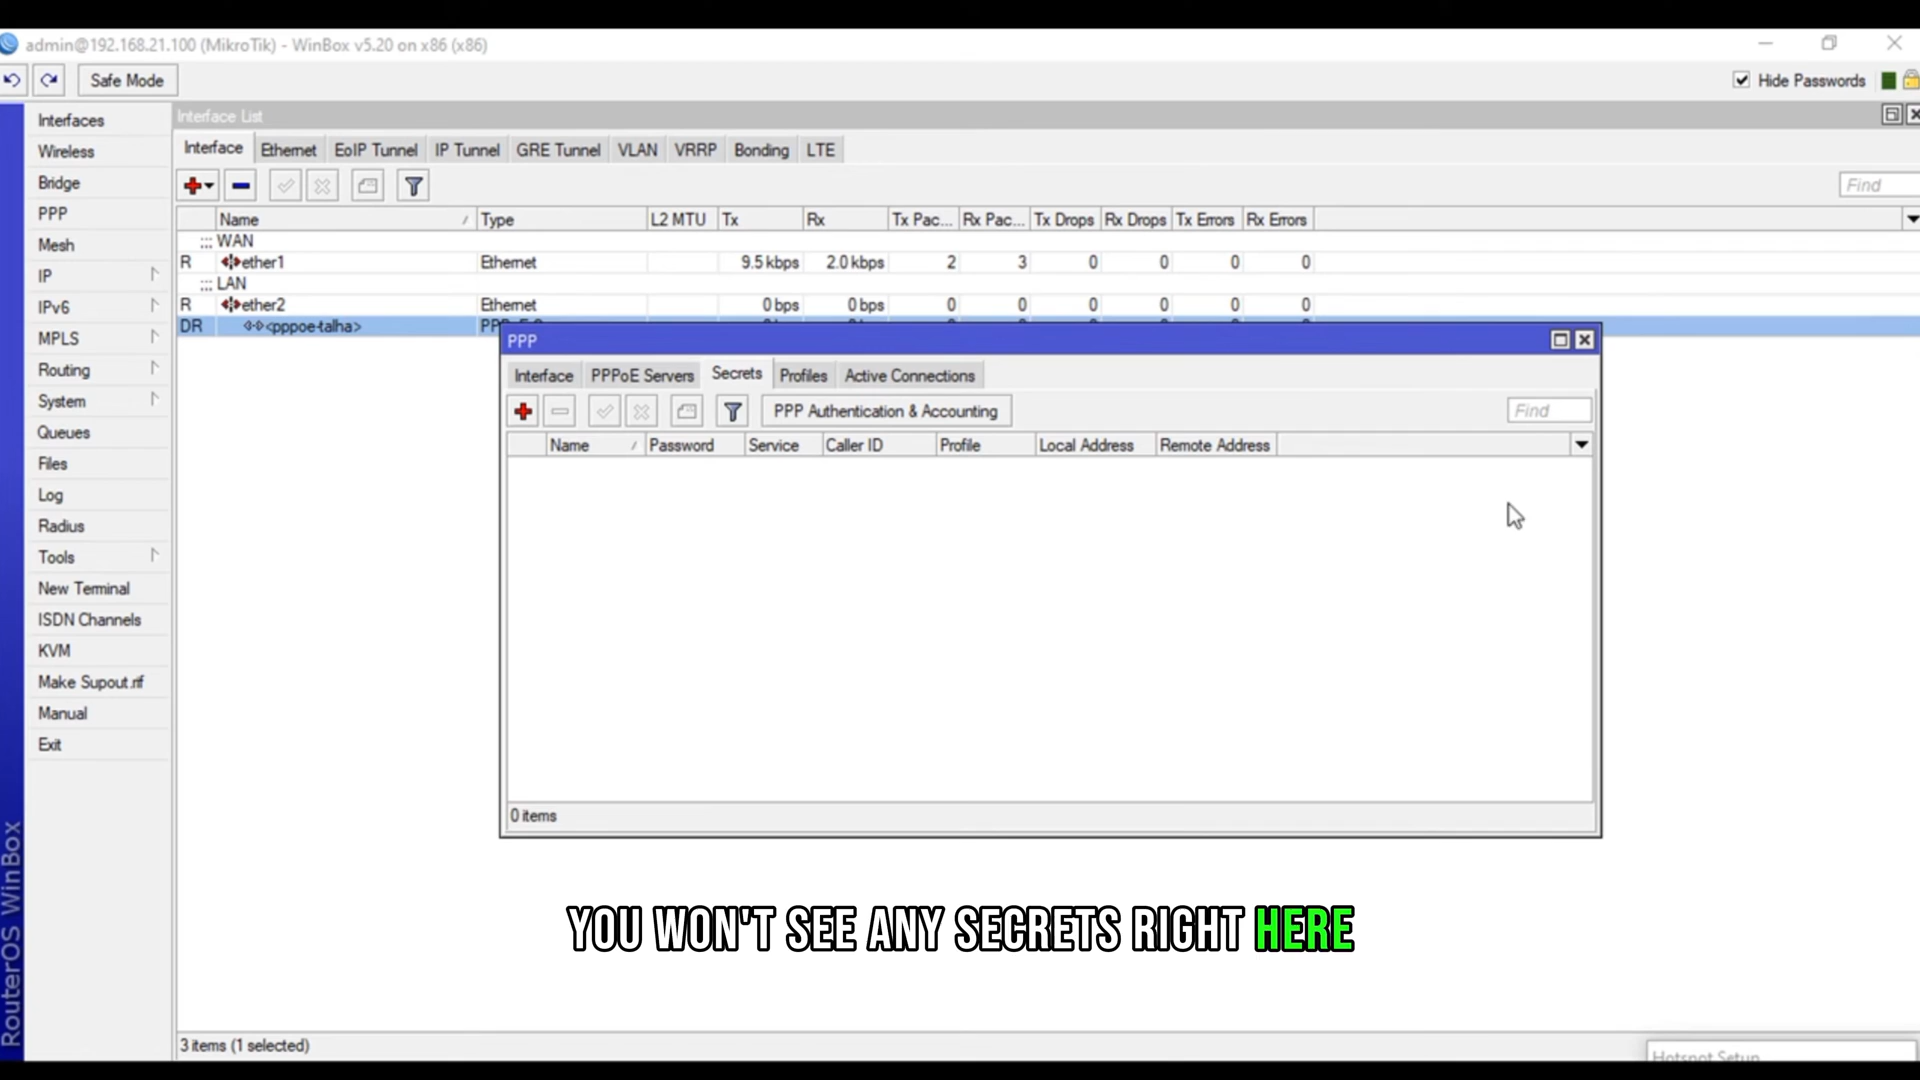 admin@192.168.21.100 (MikroTik) - WinBox v5.20 on x86 (x86)
Safe Mode
Hide Passwords
Interfaces
Wireless
Bridge
PPP
Mesh
IP
IPv6
MPLS
Routing
System
Queues
Files
Log
Radius
Tools
New Terminal
ISDN Channels
KVM
Make Supout.rif
Manual
Exit
RouterOS WinBox
Interface List
Interface Ethernet EoIP Tunnel IP Tunnel GRE Tunnel VLAN VRRP Bonding LTE
Find
Name / Type L2 MTU Tx Rx Tx Pac... Rx Pac... Tx Drops Rx Drops Tx Errors Rx Errors
::: WAN
R ether1 Ethernet 9.5 kbps 2.0 kbps 2 3 0 0 0 0
::: LAN
R ether2 Ethernet 0 bps 0 bps 0 0 0 0 0 0
DR <pppoe-talha>
PPP
Interface PPPoE Servers Secrets Profiles Active Connections
PPP Authentication & Accounting
Find
Name / Password Service Caller ID Profile Local Address Remote Address
0 items
YOU WON'T SEE ANY SECRETS RIGHT HERE
3 items (1 selected)
Hotspot Setup